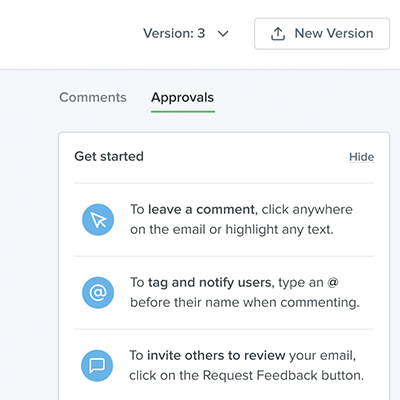 Version: 3
New Version
Comments
Approvals
Get started
Hide
To leave a comment, click anywhere
on the email or highlight any text.
To tag and notify users, type an @
before their name when commenting.
To invite others to review your email,
click on the Request Feedback button.